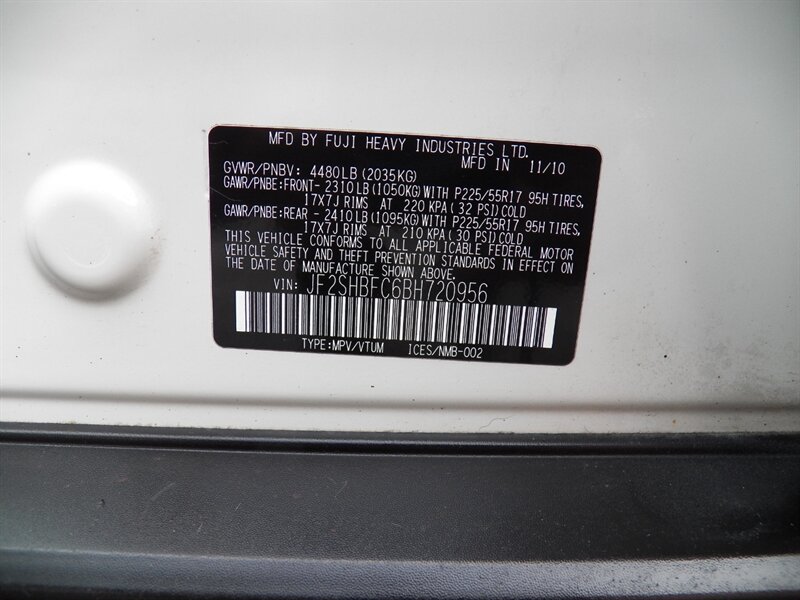 MFD BY FUJI HEAVY INDUSTRIES LTD.
MFD IN 11/10
GVWR/PNBV: 4480LB(2035KG)
GAWR/PNBE:FRONT- 2310LB(1050KG)WITH P225/55R17 95H TIRES,
17X7J RIMS AT 220 KPA(32 PSI)COLD
GAWR/PNBE:REAR - 2410LB(1095KG)WITH P225/55R17 95H TIRES,
17X7J RIMS AT 210 KPA(30 PSI)COLD
THIS VEHICLE CONFORMS TO ALL APPLICABLE FEDERAL MOTOR
VEHICLE SAFETY AND THEFT PREVENTION STANDARDS IN EFFECT ON
THE DATE OF MANUFACTURE SHOWN ABOVE.
VIN: JF2SHBFC6BH720956
TYPE:MPV/VTUM ICES/NMB-002